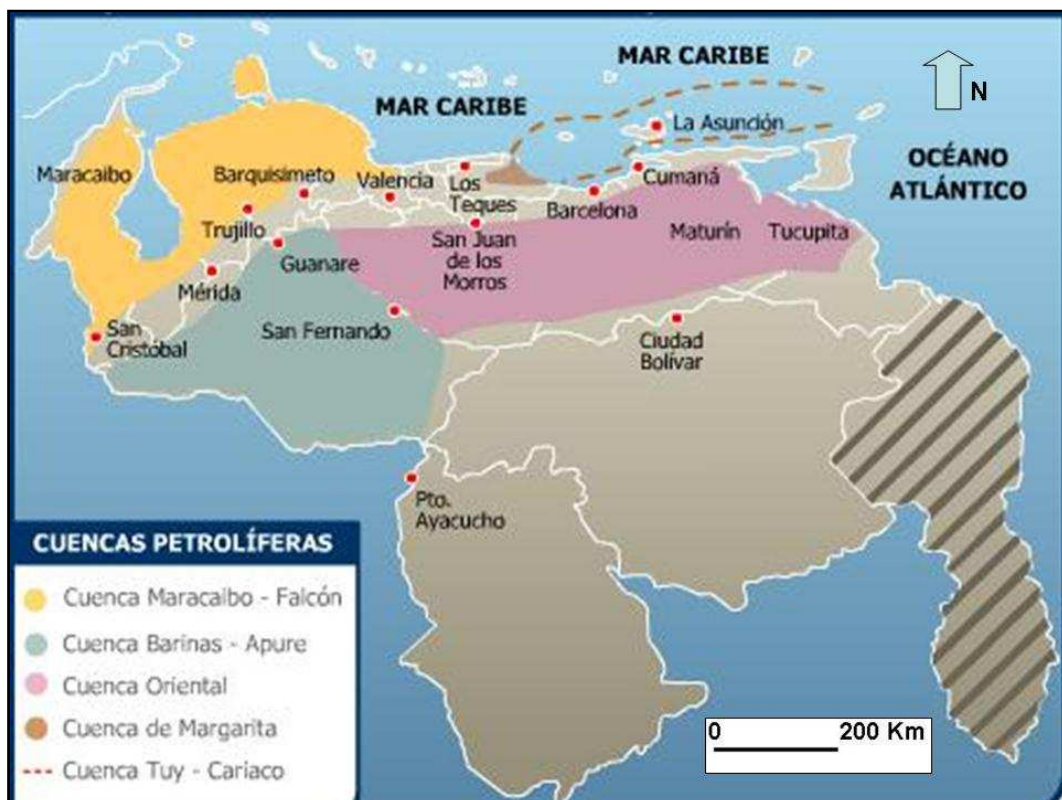 MAR CARIBE
MAR CARIBE
N
OCÉANO
ATLÁNTICO
La Asunción
Maracaibo
Barquisimeto
Valencia
Los
Teques
Cumaná
Barcelona
Trujillo
Guanare
San Juan
de los
Morros
Maturín
Tucupita
Mérida
San
Cristóbal
San Fernando
Ciudad
Bolívar
Pto.
Ayacucho
CUENCAS PETROLÍFERAS
Cuenca Maracaibo - Falcón
Cuenca Barinas - Apure
Cuenca Oriental
Cuenca de Margarita
Cuenca Tuy - Cariaco
0 200 Km